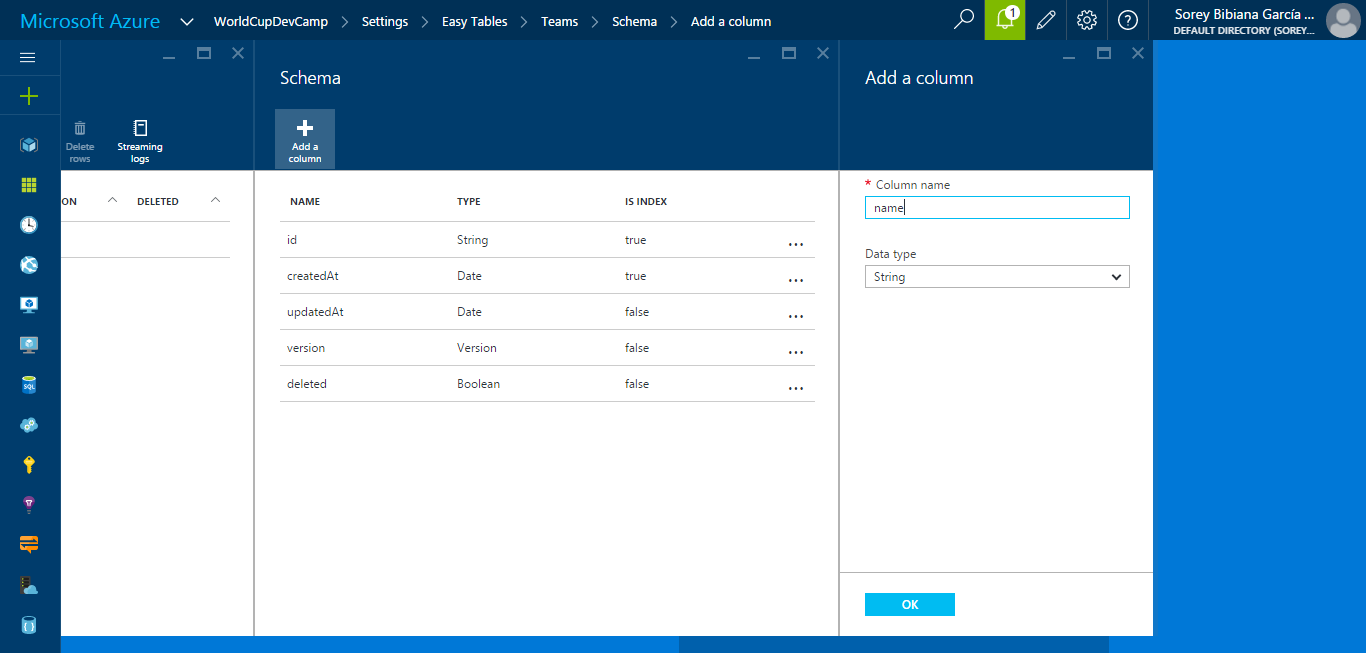 Microsoft Azure WorldCupDevCamp Settings Easy Tables Teams Schema Add a column 1 Sorey Bibiana García ...
DEFAULT DIRECTORY (SOREY...
Delete
rows
Streaming
logs
ON DELETED
Schema
Add a
column
NAME TYPE IS INDEX
id String true ...
createdAt Date true ...
updatedAt Date false ...
version Version false ...
deleted Boolean false ...
Add a column
* Column name
name
Data type
String
OK
SQL